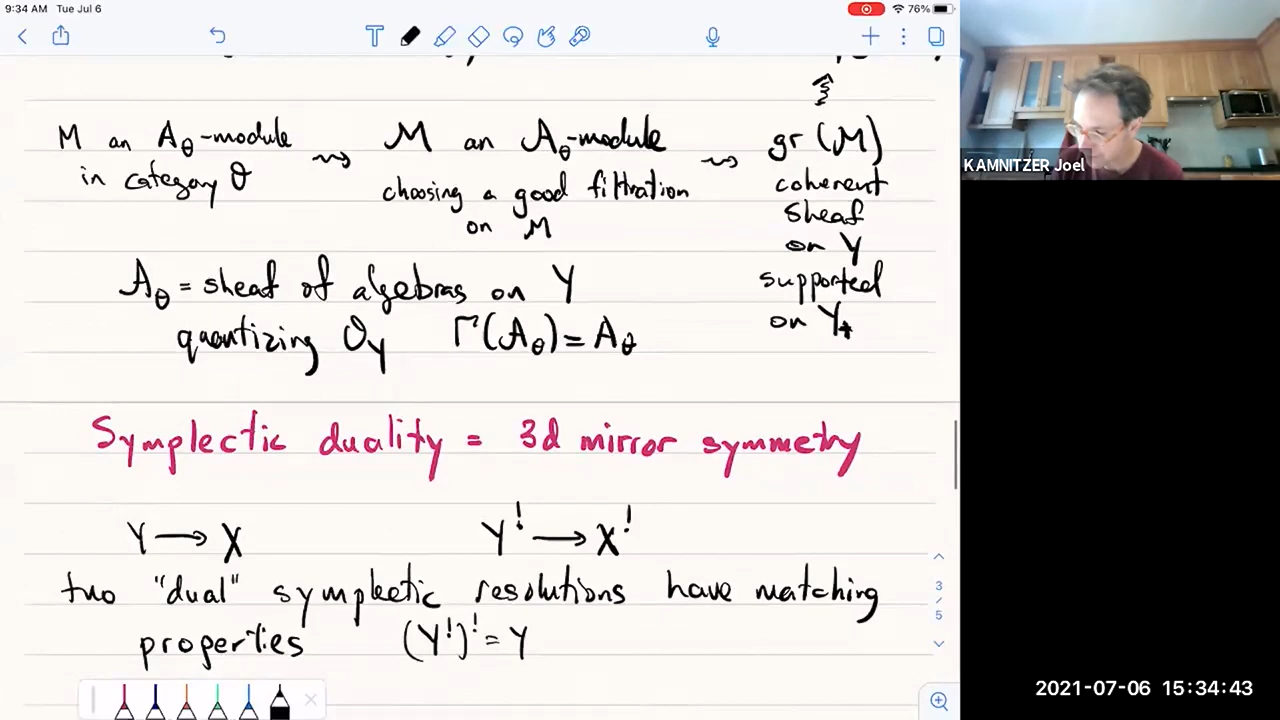 9:34 AM Tue Jul 6
76%
M an A_θ-module
in category O
𝓜 an 𝒜_θ-module
choosing a good filtration
on 𝓜
gr(𝓜)
coherent
sheaf
on Y
supported
on Y₊
𝒜_θ = sheaf of algebras on Y
quantizing O_Y Γ(𝒜_θ) = A_θ
Symplectic duality = 3d mirror symmetry
Y → X Y^! → X^!
two "dual" symplectic resolutions have matching
properties (Y^!)^! = Y
3
/
5
KAMNITZER Joel
2021-07-06 15:34:43